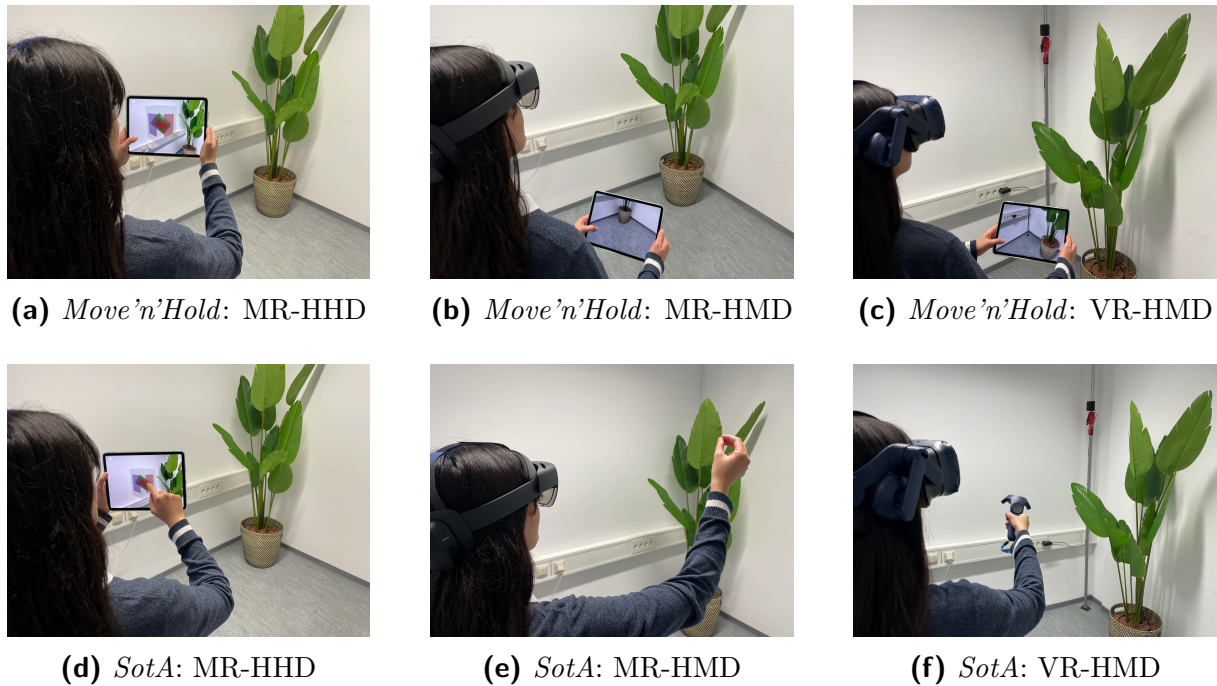 (a) Move'n'Hold: MR-HHD
(b) Move'n'Hold: MR-HMD
(c) Move'n'Hold: VR-HMD
(d) SotA: MR-HHD
(e) SotA: MR-HMD
(f) SotA: VR-HMD